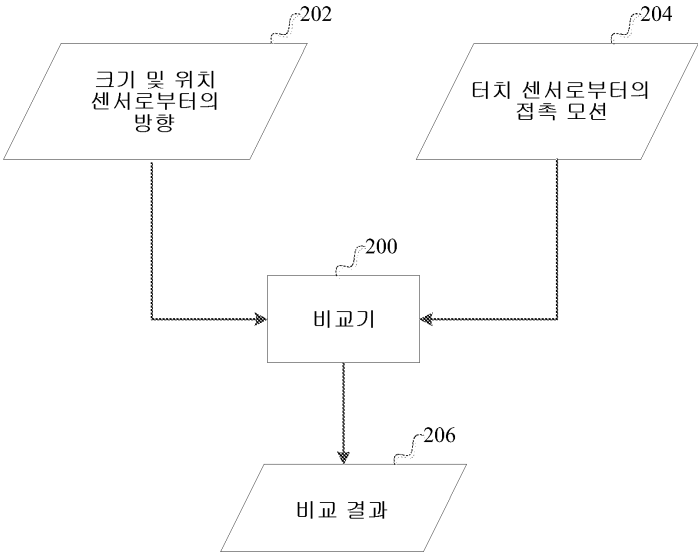 202
크기 및 위치
센서로부터의
방향
204
터치 센서로부터의
접촉 모션
200
비교기
206
비교 결과